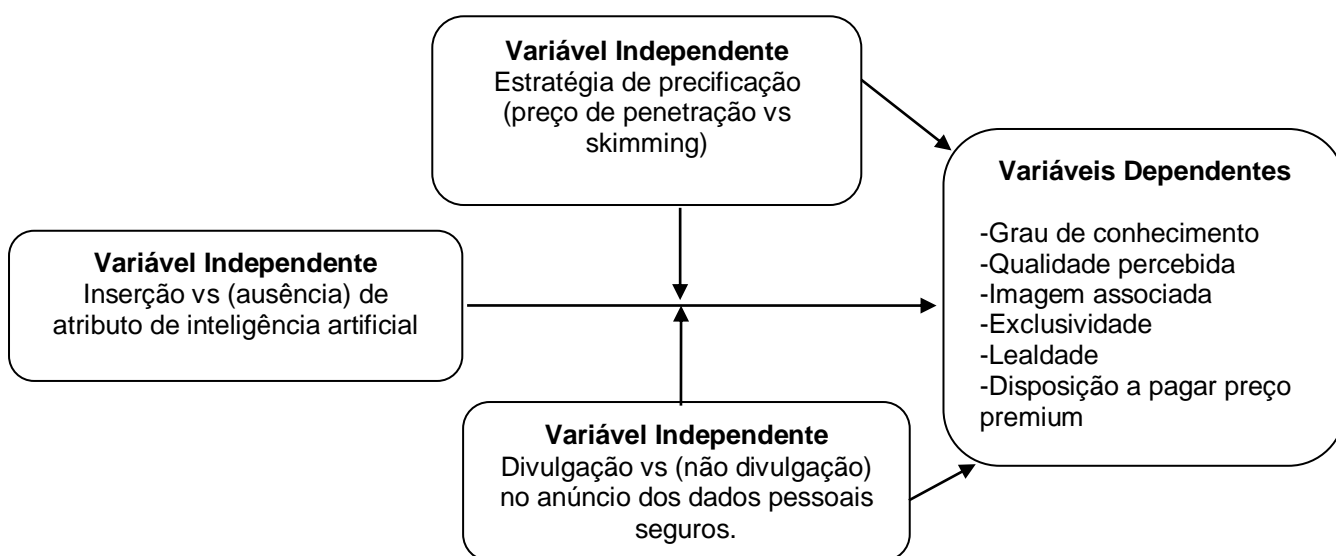 Variável Independente
Estratégia de precificação
(preço de penetração vs
skimming)
Variáveis Dependentes
-Grau de conhecimento
-Qualidade percebida
-Imagem associada
-Exclusividade
-Lealdade
-Disposição a pagar preço
premium
Variável Independente
Inserção vs (ausência) de
atributo de inteligência artificial
Variável Independente
Divulgação vs (não divulgação)
no anúncio dos dados pessoais
seguros.